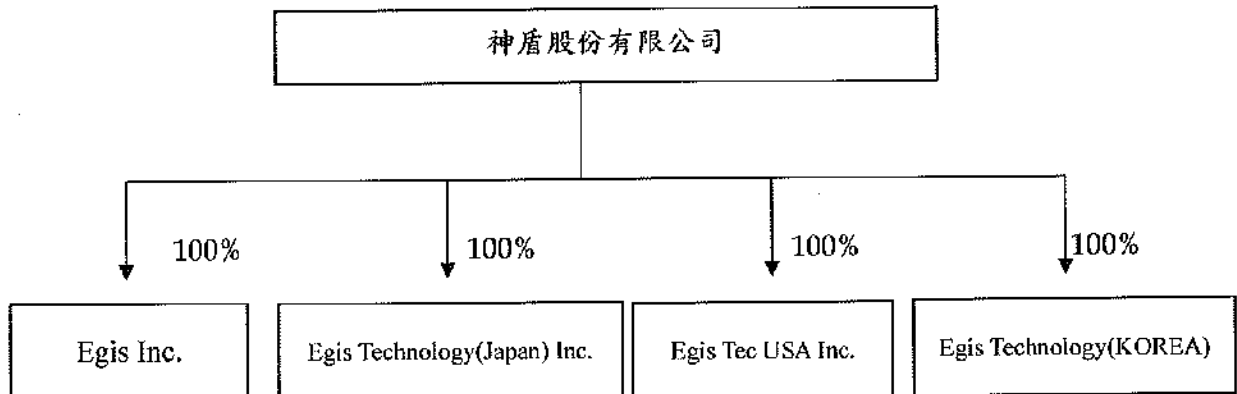 神盾股份有限公司
100%
100%
100%
100%
Egis Inc.
Egis Technology(Japan) Inc.
Egis Tec USA Inc.
Egis Technology(KOREA)